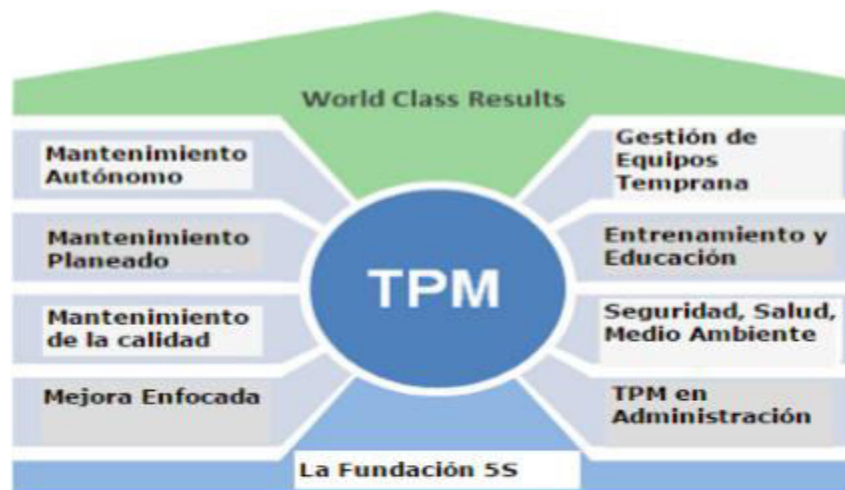 World Class Results
Mantenimiento
Autónomo
Mantenimiento
Planeado
Mantenimiento
de la calidad
Mejora Enfocada
TPM
Gestión de
Equipos
Temprana
Entrenamiento y
Educación
Seguridad, Salud,
Medio Ambiente
TPM en
Administración
La Fundación 5S